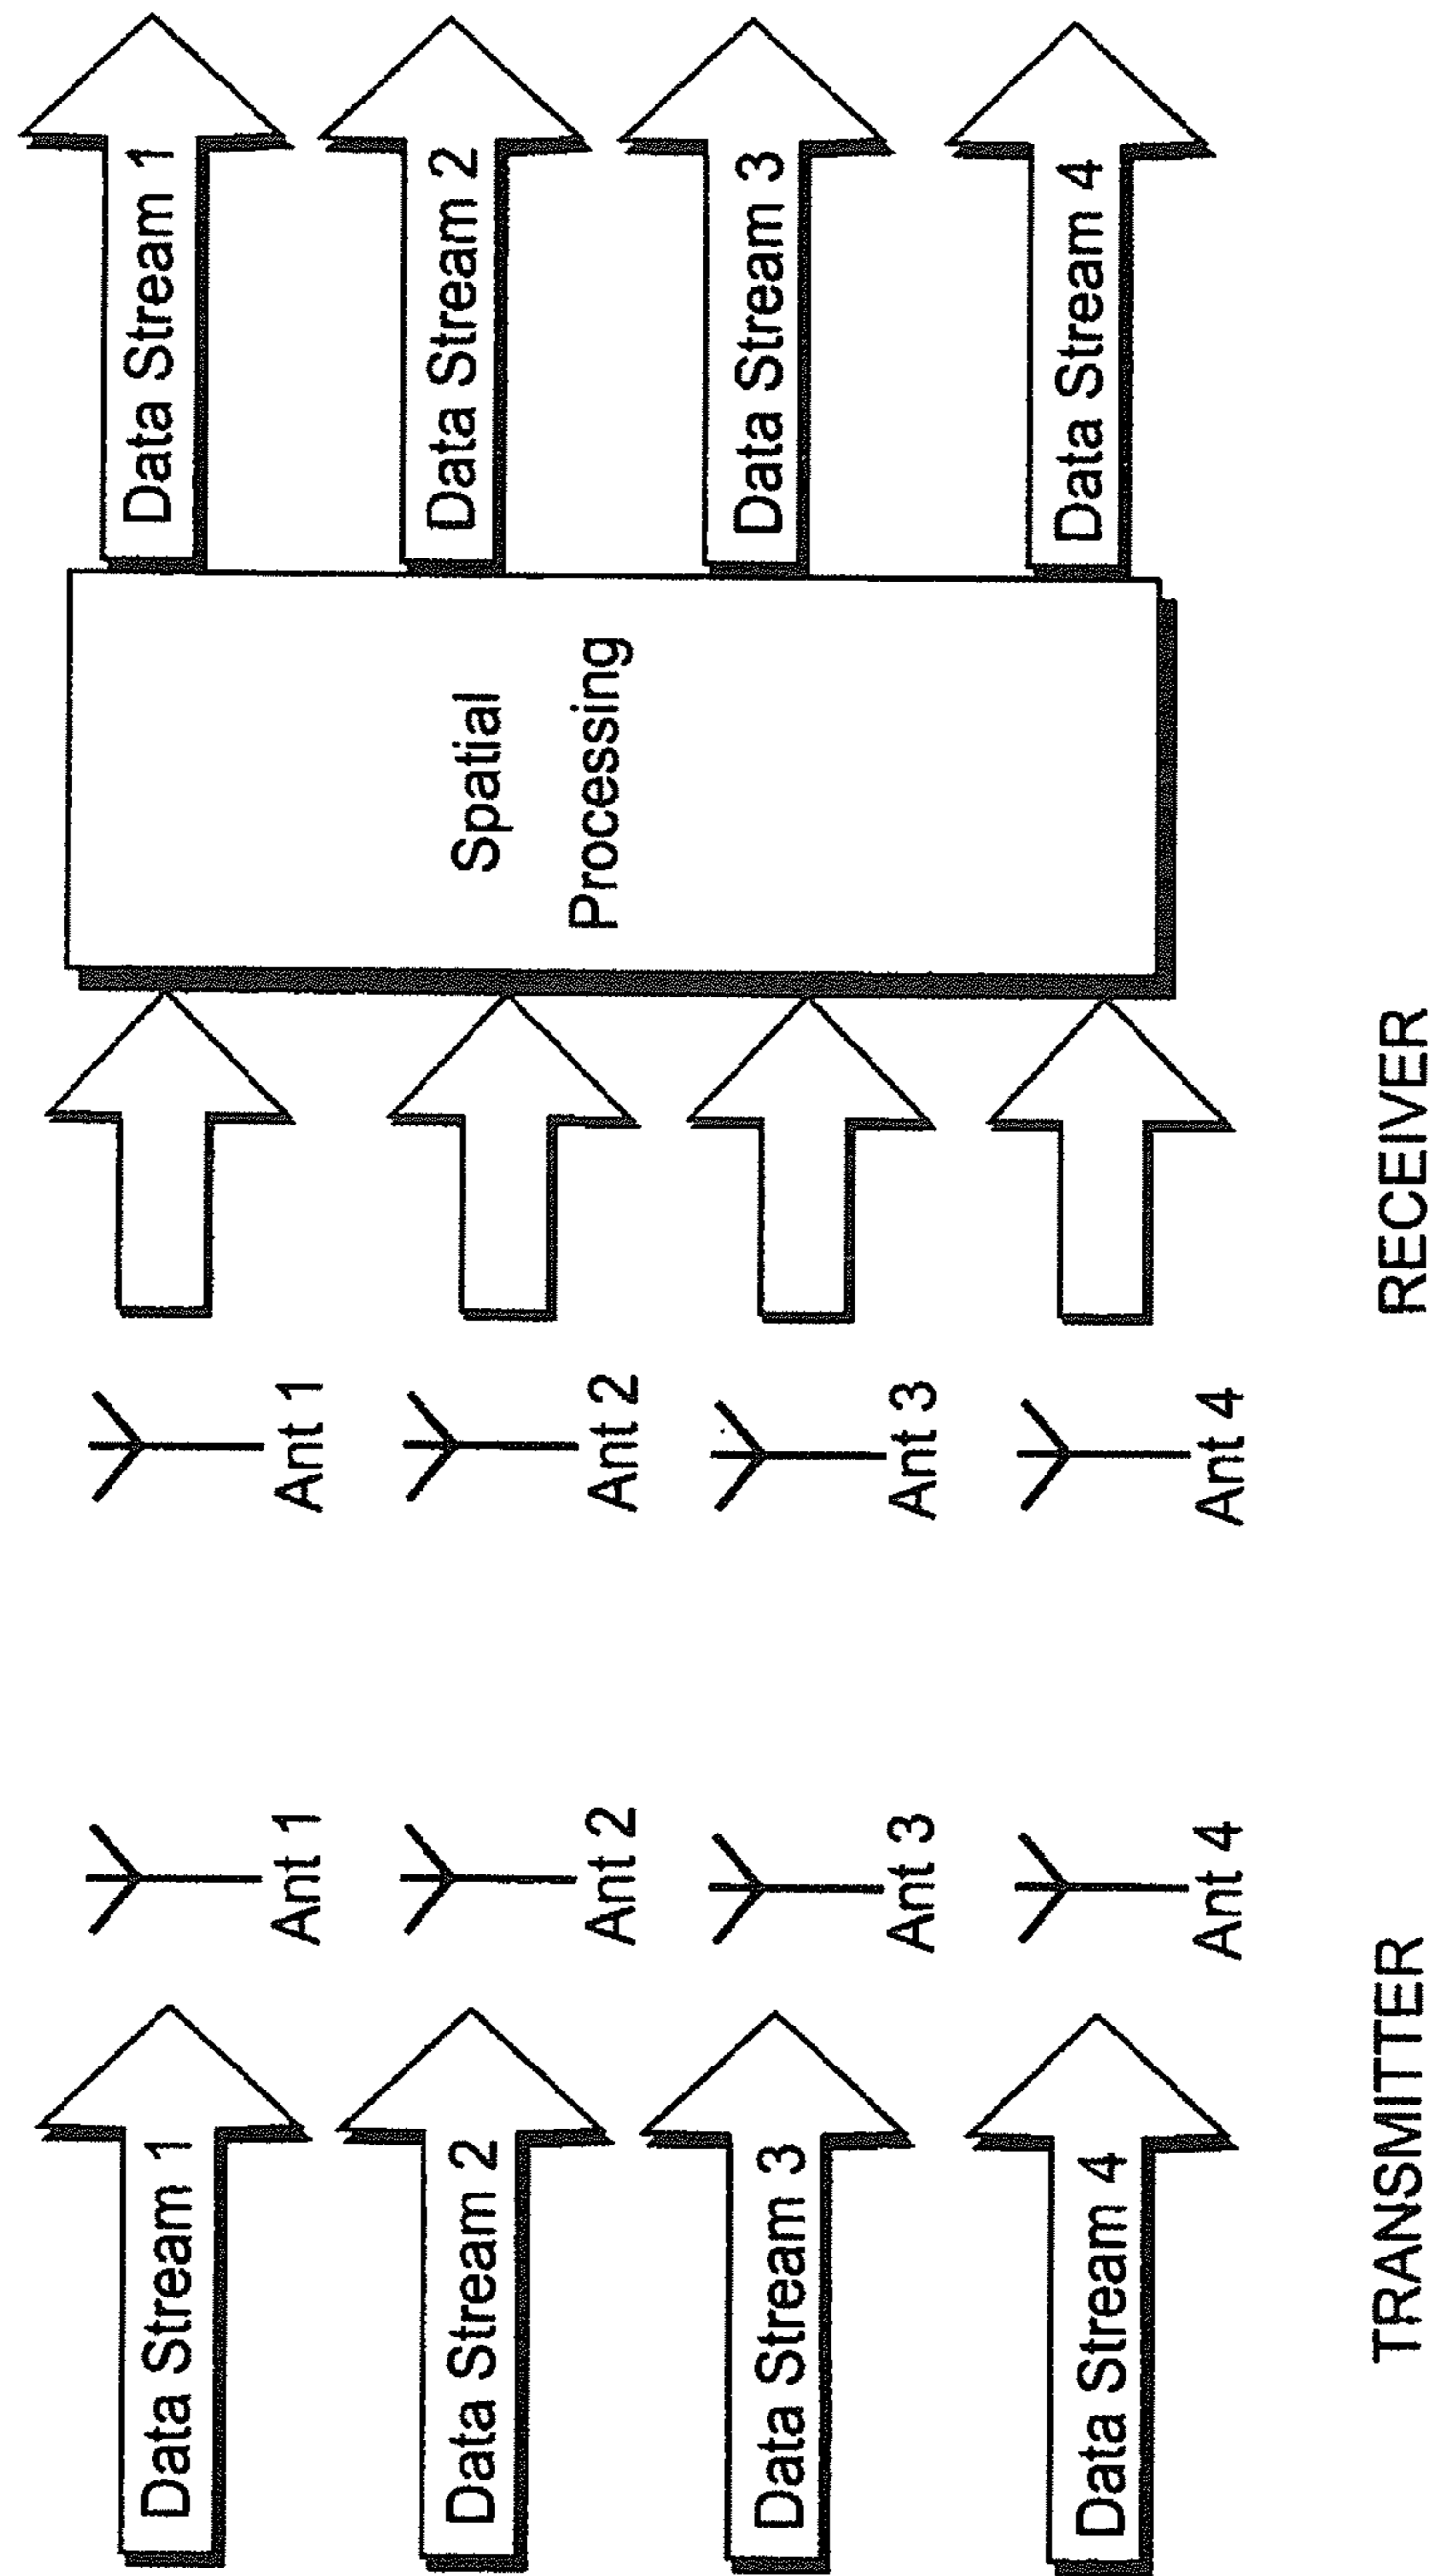 Data Stream 1
Data Stream 2
Data Stream 3
Data Stream 4
Ant 1
Ant 2
Ant 3
Ant 4
TRANSMITTER
Ant 1
Ant 2
Ant 3
Ant 4
Spatial
Processing
Data Stream 1
Data Stream 2
Data Stream 3
Data Stream 4
RECEIVER